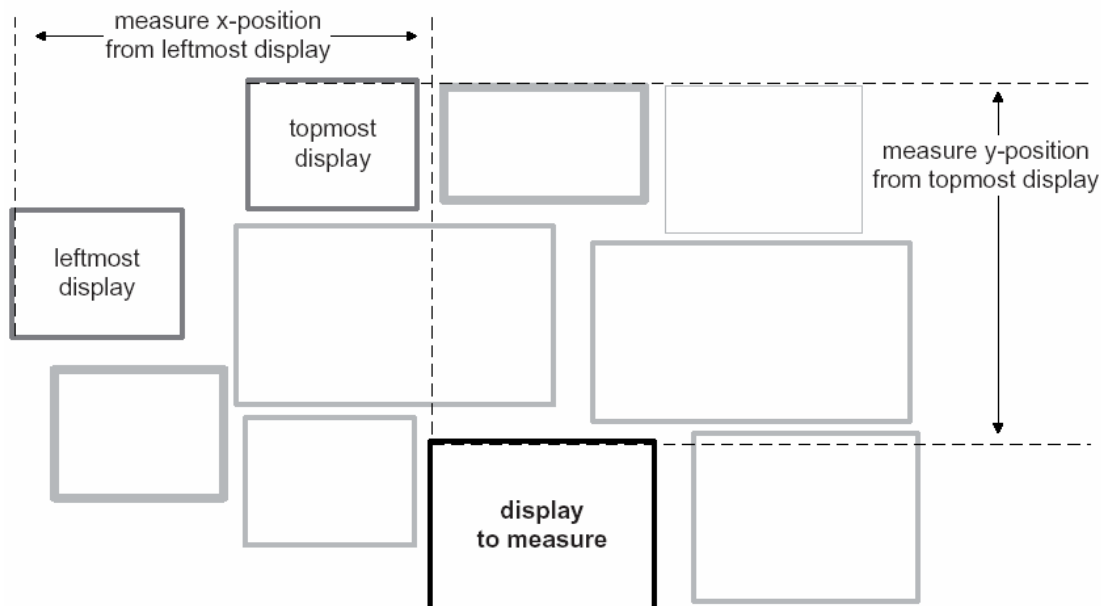 measure x-position
from leftmost display
topmost
display
measure y-position
from topmost display
leftmost
display
display
to measure